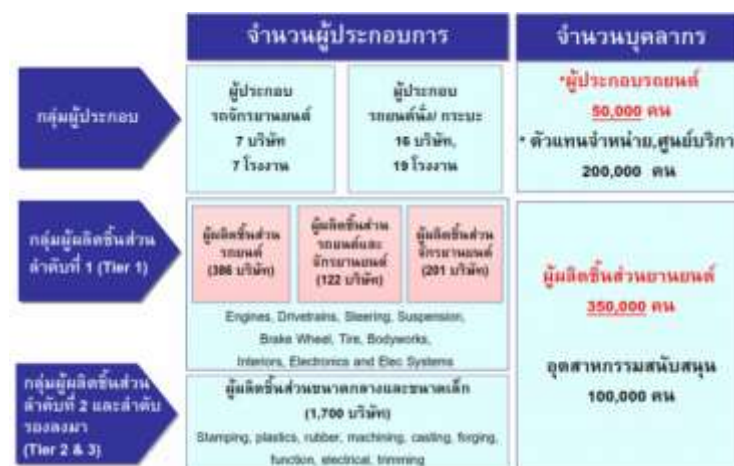 จำนวนผู้ประกอบการ
จำนวนบุคลากร
กลุ่มผู้ประกอบ
ผู้ประกอบ
รถจักรยานยนต์
7 บริษัท
7 โรงงาน
ผู้ประกอบ
รถยนต์นั่ง/ กระบะ
16 บริษัท,
19 โรงงาน
*ผู้ประกอบรถยนต์
50,000 คน
* ตัวแทนจำหน่าย,ศูนย์บริกา
200,000 คน
กลุ่มผู้ผลิตชิ้นส่วน
ลำดับที่ 1 (Tier 1)
ผู้ผลิตชิ้นส่วน
รถยนต์
(386 บริษัท)
ผู้ผลิตชิ้นส่วน
รถยนต์และ
จักรยานยนต์
(122 บริษัท)
ผู้ผลิตชิ้นส่วน
จักรยานยนต์
(201 บริษัท)
Engines, Drivetrains, Steering, Suspension,
Brake Wheel, Tire, Bodyworks,
Interiors, Electronics and Elec Systems
ผู้ผลิตชิ้นส่วนยานยนต์
350,000 คน
อุตสาหกรรมสนับสนุน
100,000 คน
กลุ่มผู้ผลิตชิ้นส่วน
ลำดับที่ 2 และลำดับ
รองลงมา
(Tier 2 & 3)
ผู้ผลิตชิ้นส่วนขนาดกลางและขนาดเล็ก
(1,700 บริษัท)
Stamping, plastics, rubber, machining, casting, forging,
function, electrical, trimming